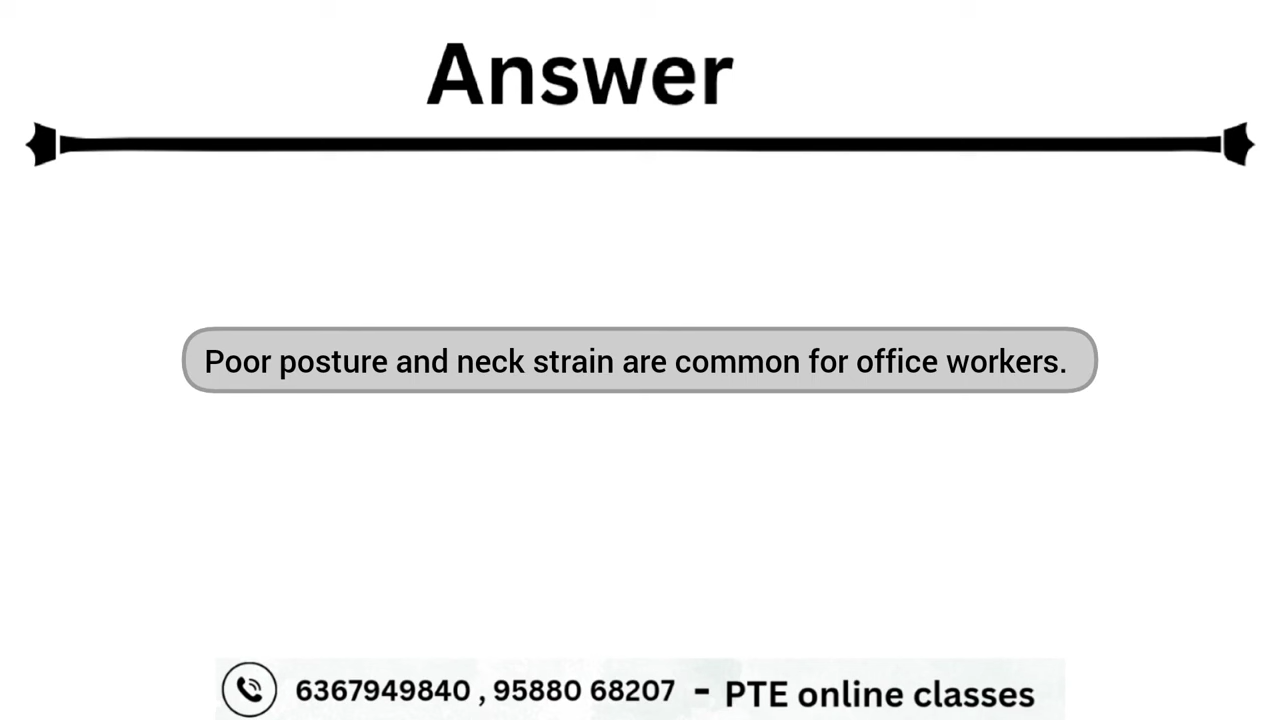 Answer
Poor posture and neck strain are common for office workers.
6367949840 , 95880 68207 - PTE online classes